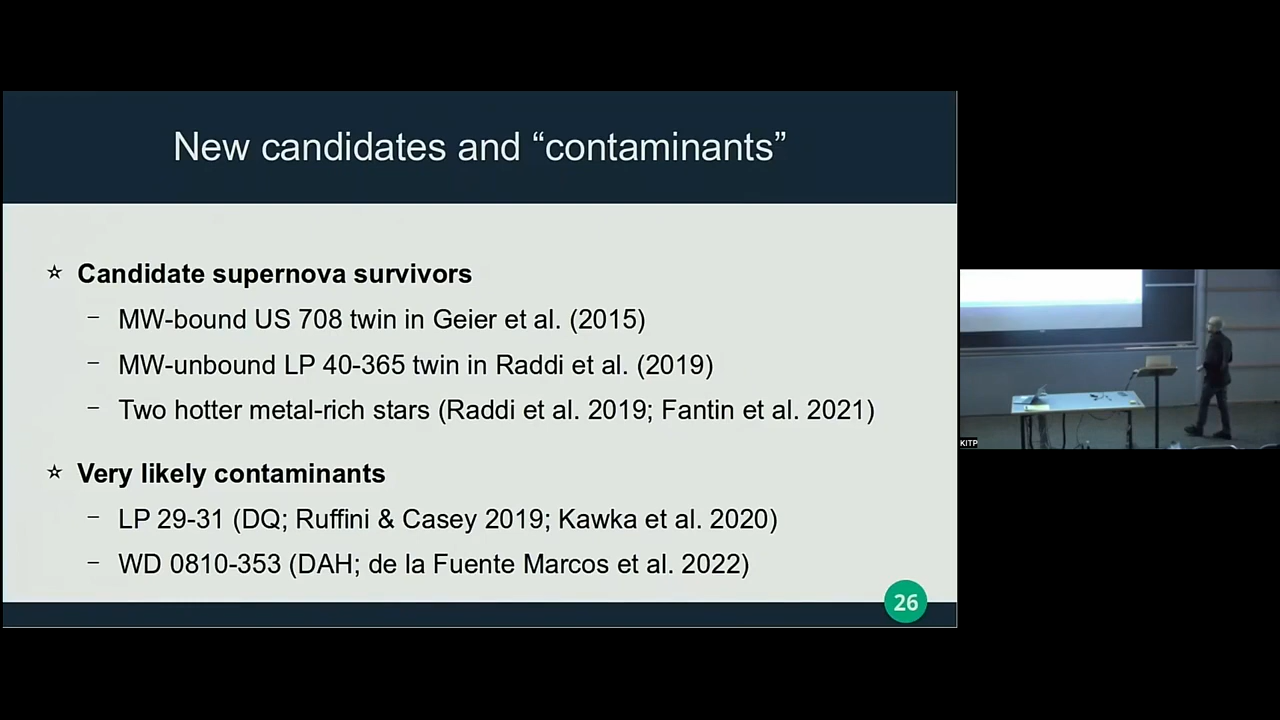 New candidates and “contaminants”
☆ Candidate supernova survivors
– MW-bound US 708 twin in Geier et al. (2015)
– MW-unbound LP 40-365 twin in Raddi et al. (2019)
– Two hotter metal-rich stars (Raddi et al. 2019; Fantin et al. 2021)
☆ Very likely contaminants
– LP 29-31 (DQ; Ruffini & Casey 2019; Kawka et al. 2020)
– WD 0810-353 (DAH; de la Fuente Marcos et al. 2022)
26
KITP